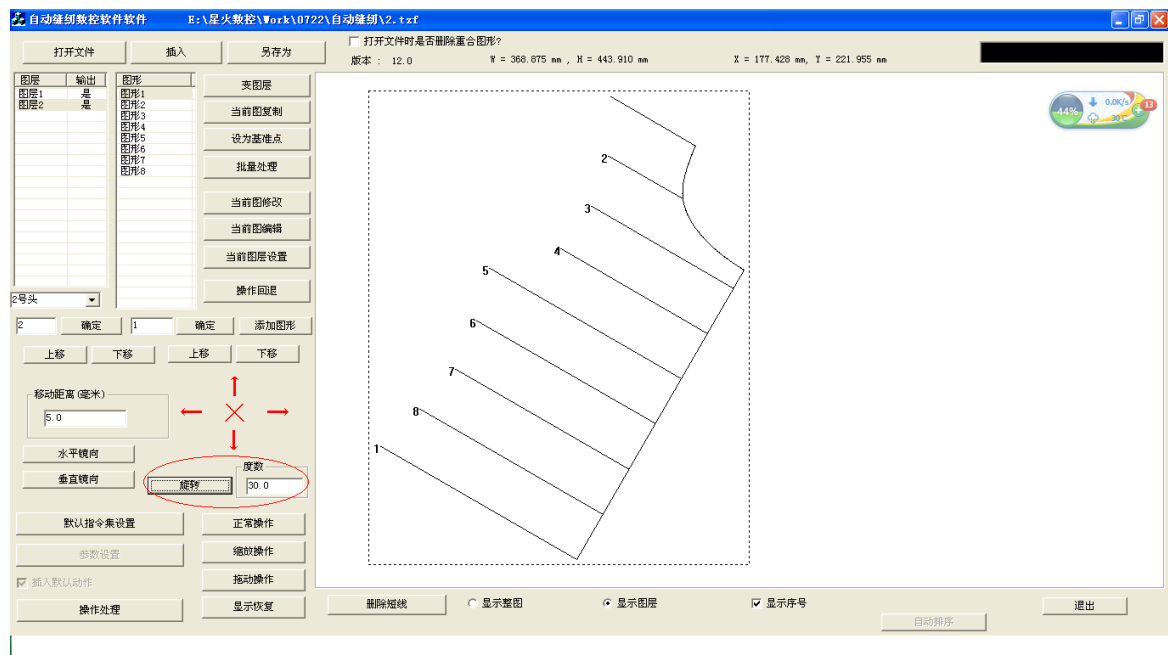 自动缝纫数控软件软件 E:\星火数控\Work\0722\自动缝纫\2.txf
打开文件 插入 另存为
打开文件时是否删除重合图形?
版本 : 12.0 W = 368.875 mm , H = 443.910 mm X = 177.428 mm, Y = 221.955 mm
图层 输出
图层1 是
图层2 是
图形
图形1
图形2
图形3
图形4
图形5
图形6
图形7
图形8
变图层
当前图复制
设为基准点
批量处理
当前图修改
当前图编辑
当前图层设置
操作回退
2号头
2 确定 1 确定 添加图形
上移 下移 上移 下移
移动距离(毫米)
5.0
水平镜向
垂直镜向
旋转
度数
30.0
默认指令集设置
参数设置
插入默认动作
操作处理
正常操作
缩放操作
拖动操作
显示恢复
2
3
4
5
6
7
8
1
44%
0.0K/s
30°
13
删除短线 显示整图 显示图层 显示序号 退出
自动排序